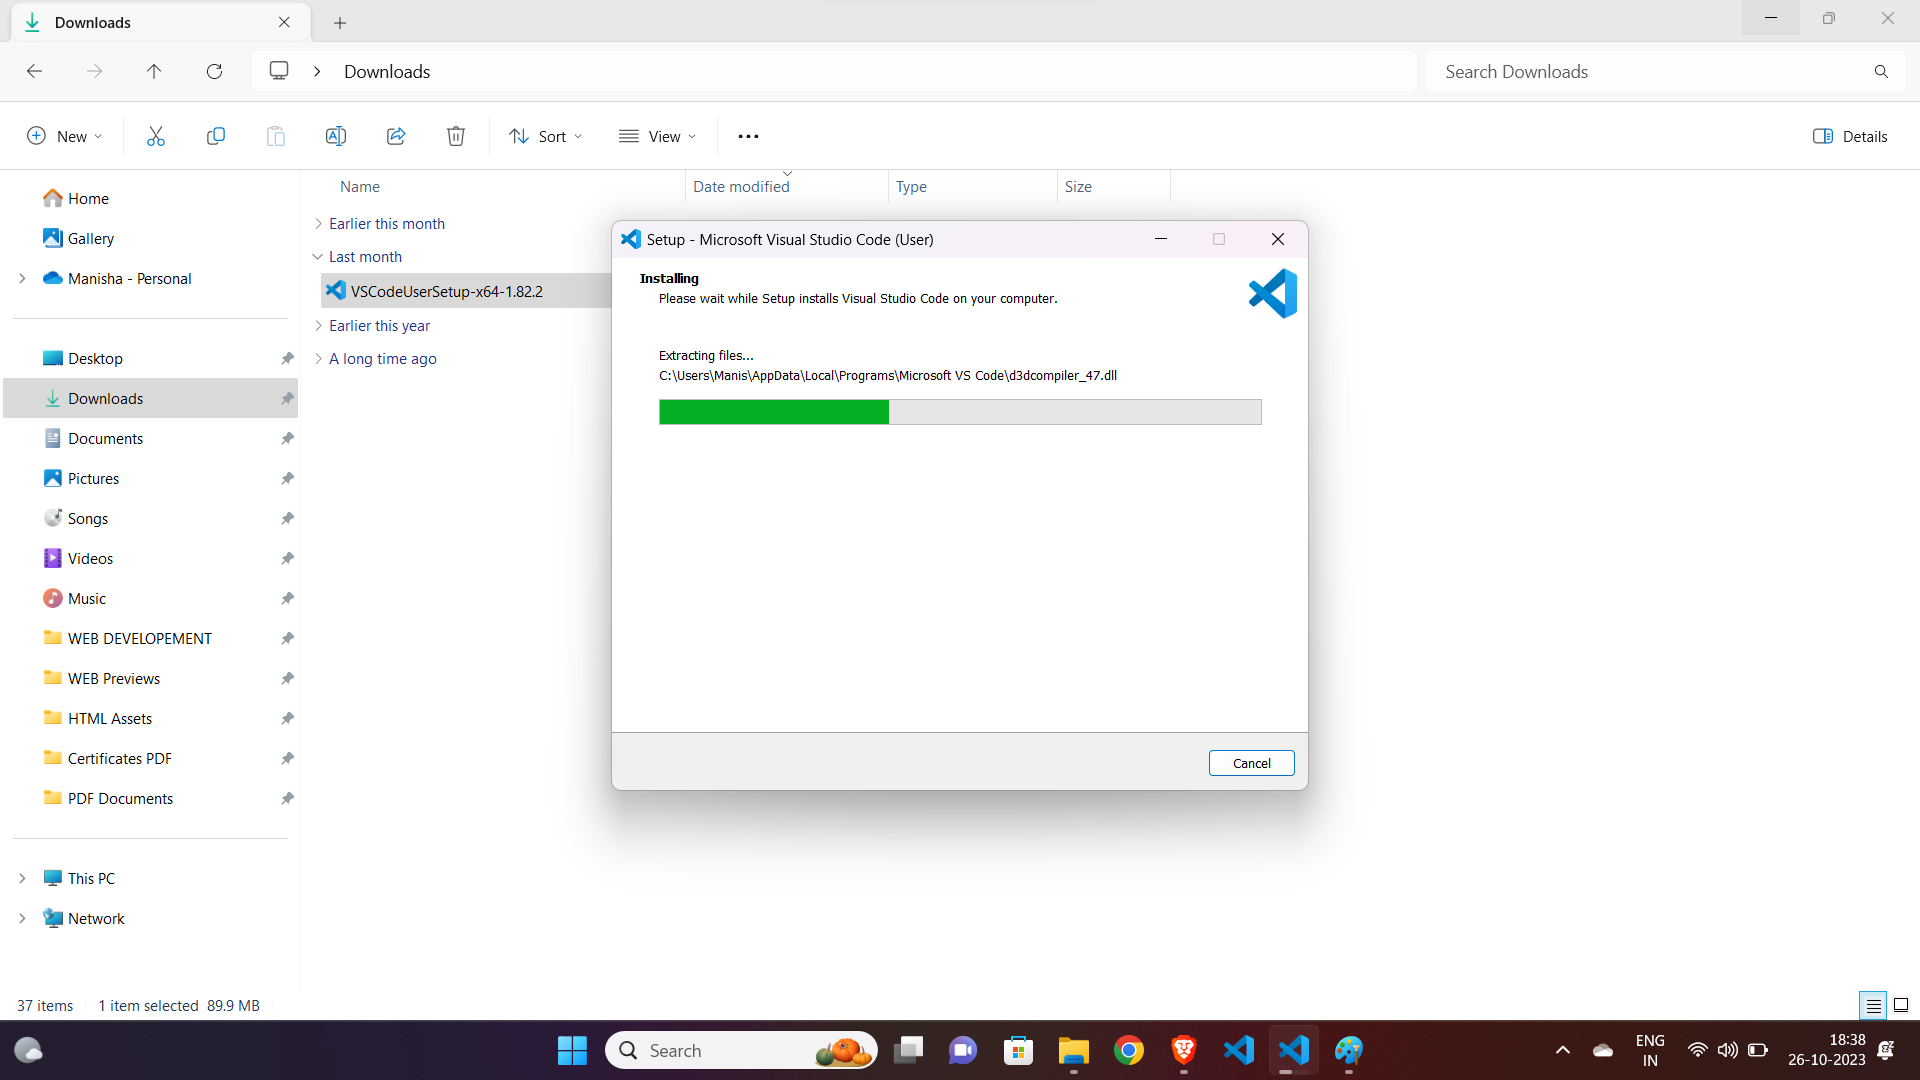 Downloads
Downloads
Search Downloads
New
Sort
View
Details
Name
Date modified
Type
Size
Home
Gallery
Manisha - Personal
Desktop
Downloads
Documents
Pictures
Songs
Videos
Music
WEB DEVELOPEMENT
WEB Previews
HTML Assets
Certificates PDF
PDF Documents
This PC
Network
Earlier this month
Last month
VSCodeUserSetup-x64-1.82.2
Earlier this year
A long time ago
Setup - Microsoft Visual Studio Code (User)
Installing
Please wait while Setup installs Visual Studio Code on your computer.
Extracting files...
C:\Users\Manis\AppData\Local\Programs\Microsoft VS Code\d3dcompiler_47.dll
Cancel
37 items
1 item selected 89.9 MB
Search
ENG
IN
18:38
26-10-2023